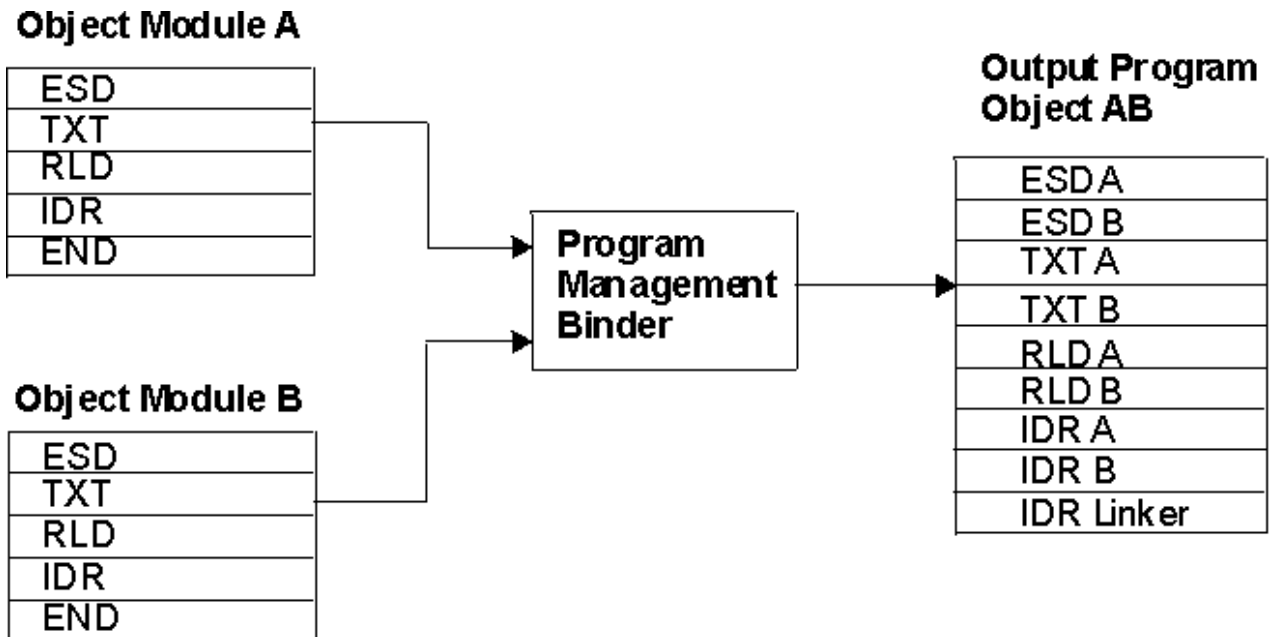 Object Module A
ESD
TXT
RLD
IDR
END
Object Module B
ESD
TXT
RLD
IDR
END
Program
Management
Binder
Output Program
Object AB
ESD A
ESD B
TXT A
TXT B
RLD A
RLD B
IDR A
IDR B
IDR Linker